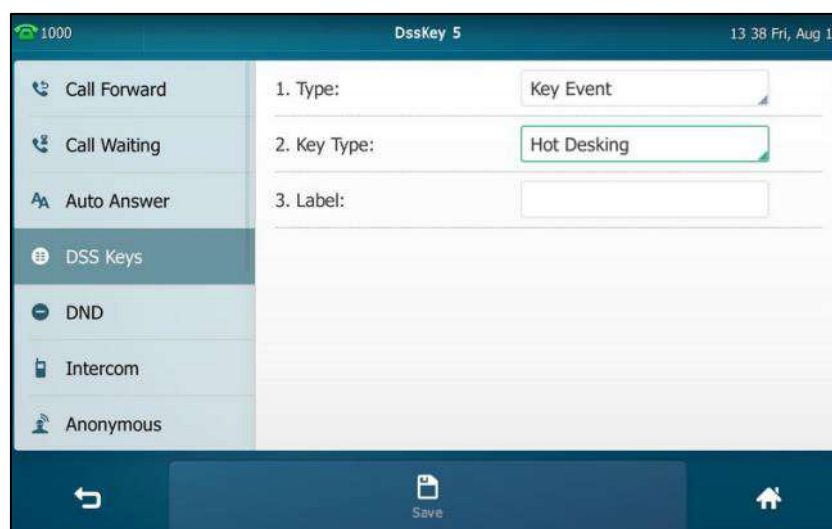 1000
DssKey 5
13 38 Fri, Aug 1
Call Forward
Call Waiting
AA Auto Answer
DSS Keys
DND
Intercom
Anonymous
1. Type:
Key Event
2. Key Type:
Hot Desking
3. Label:
Save